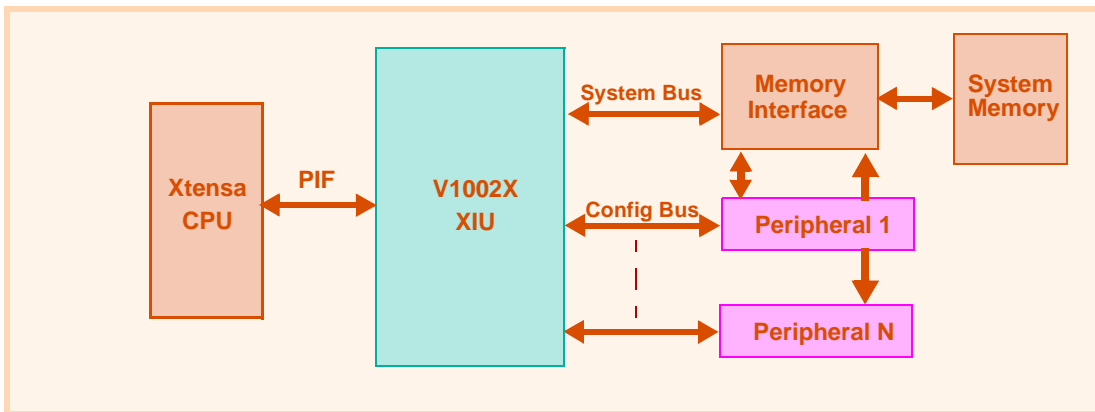 Xtensa
CPU
PIF
V1002X
XIU
System Bus
Config Bus
Memory
Interface
System
Memory
Peripheral 1
Peripheral N